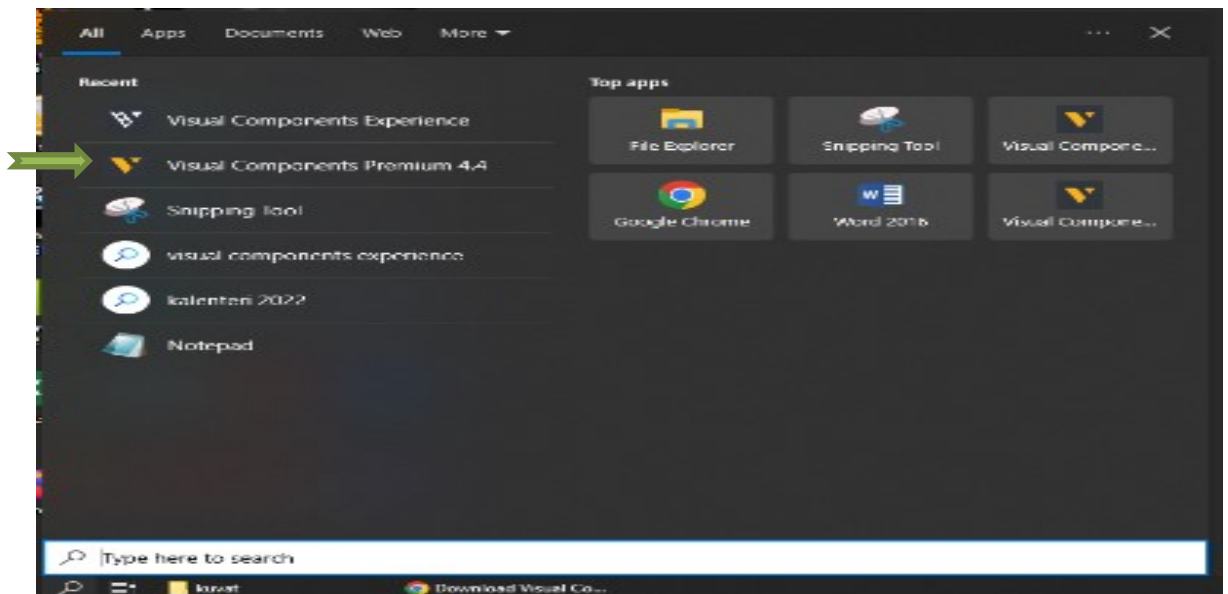 All Apps Documents Web More
Recent
Visual Components Experience
Visual Components Premium 4.4
Snipping Tool
visual components experience
kalenteri 2022
Notepad
Top apps
File Explorer Snipping Tool Visual Compone...
Google Chrome Word 2016 Visual Compone...
Type here to search
kuvat Download Visual Co...